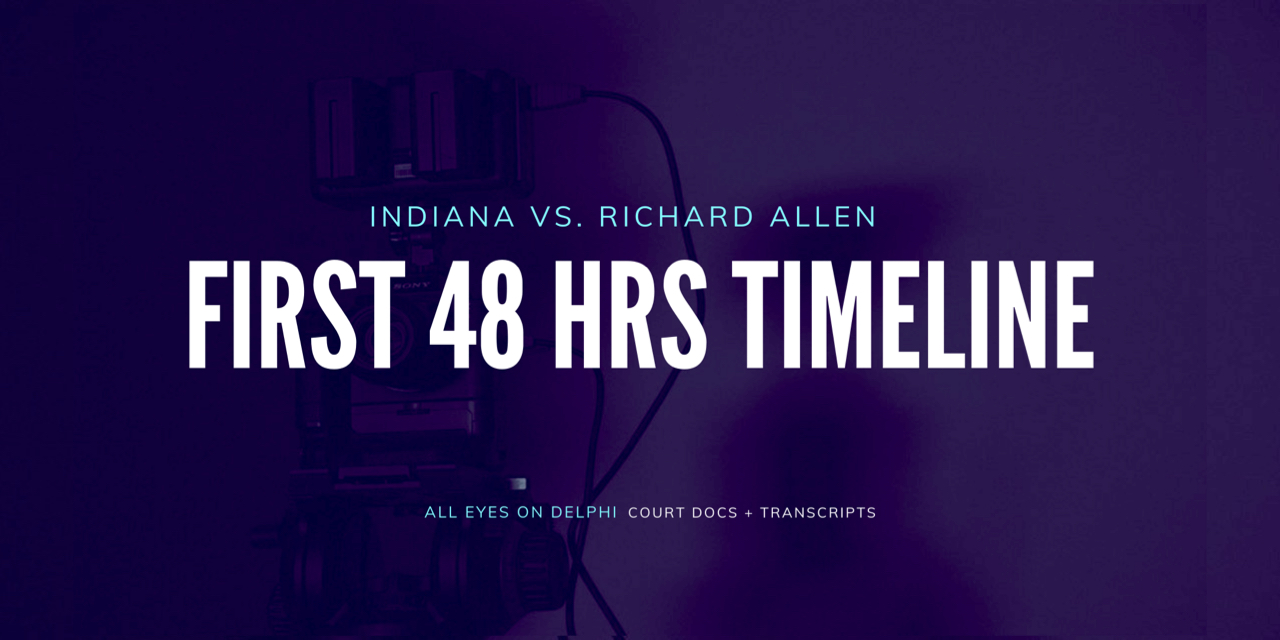 INDIANA VS. RICHARD ALLEN
FIRST 48 HRS TIMELINE
SONY
ALL EYES ON DELPHI COURT DOCS + TRANSCRIPTS